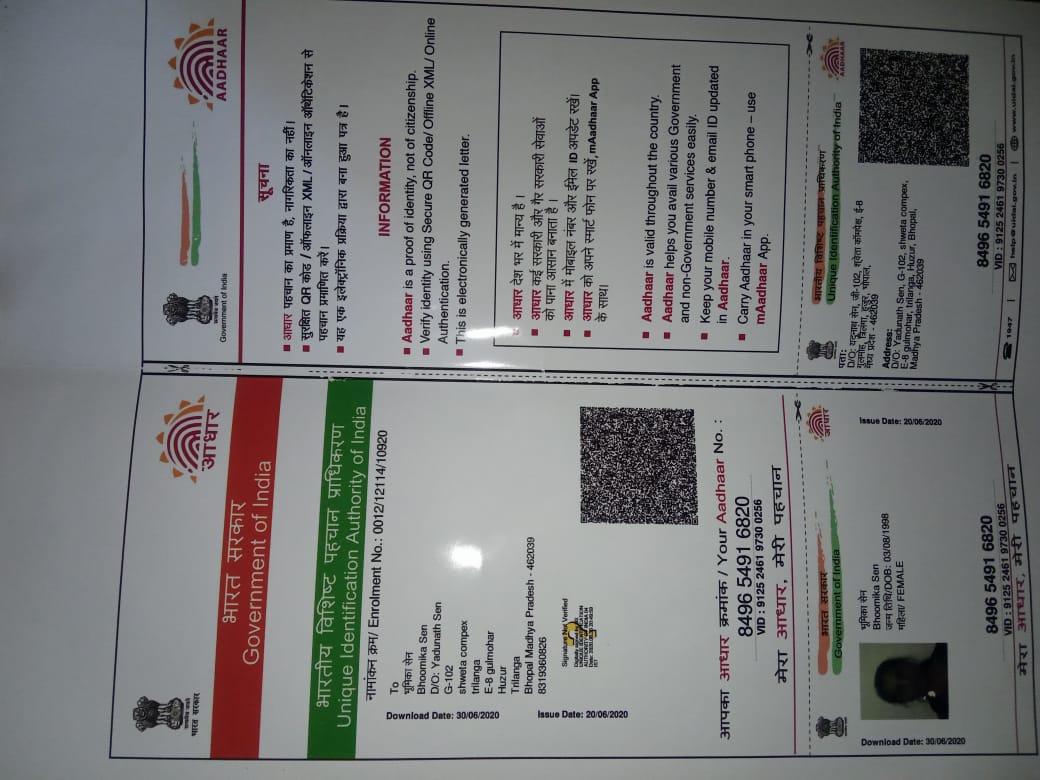 सत्यमेव जयते
भारत सरकार
आधार
भारत सरकार
Government of India
भारतीय विशिष्ट पहचान प्राधिकरण
Unique Identification Authority of India
नामांकन क्रम/ Enrolment No.: 0012/12114/10920
Download Date: 30/06/2020
Issue Date: 20/06/2020
To
भूमिका सेन
Bhoomika Sen
D/O: Yadunath Sen
G-102
shweta compex
trilanga
E-8 gulmohar
Huzur
Trilanga
Bhopal Madhya Pradesh - 462039
8319360826
Signature Not Verified
Digitally signed by DS
UNIQUE IDENTIFICATION
AUTHORITY OF INDIA 04
IST
आपका आधार क्रमांक / Your Aadhaar No. :
8496 5491 6820
VID : 9125 2461 9730 0256
मेरा आधार, मेरी पहचान
भारत सरकार
Government of India
आधार
Download Date: 30/06/2020
भूमिका सेन
Bhoomika Sen
जन्म तिथि/DOB: 03/08/1998
महिला/ FEMALE
Issue Date: 20/06/2020
8496 5491 6820
VID : 9125 2461 9730 0256
मेरा आधार, मेरी पहचान
सत्यमेव जयते
Government of India
AADHAAR
सूचना
आधार पहचान का प्रमाण है, नागरिकता का नहीं।
सुरक्षित QR कोड / ऑफलाइन XML / ऑनलाइन ऑथेंटिकेशन से
पहचान प्रमाणित करें।
यह एक इलेक्ट्रॉनिक प्रक्रिया द्वारा बना हुआ पत्र है।
INFORMATION
Aadhaar is a proof of identity, not of citizenship.
Verify identity using Secure QR Code/ Offline XML/ Online
Authentication.
This is electronically generated letter.
आधार देश भर में मान्य है ।
आधार कई सरकारी और गैर सरकारी सेवाओं
को पाना आसान बनाता है ।
आधार में मोबाइल नंबर और ईमेल ID अपडेट रखें।
आधार को अपने स्मार्ट फोन पर रखें, mAadhaar App
के साथ।
Aadhaar is valid throughout the country.
Aadhaar helps you avail various Government
and non-Government services easily.
Keep your mobile number & email ID updated
in Aadhaar.
Carry Aadhaar in your smart phone – use
mAadhaar App.
भारतीय विशिष्ट पहचान प्राधिकरण
Unique Identification Authority of India
AADHAAR
पता:
D/O: यदुनाथ सेन, जी-102, श्वेता कॉमपेक्ष, ई-8
गुलमोहर, त्रिलंगा, हुजुर, भोपाल,
मध्य प्रदेश - 462039
Address:
D/O: Yadunath Sen, G-102, shweta compex,
E-8 gulmohar, trilanga, Huzur, Bhopal,
Madhya Pradesh - 462039
8496 5491 6820
VID : 9125 2461 9730 0256
1947 | help@uidai.gov.in | www.uidai.gov.in